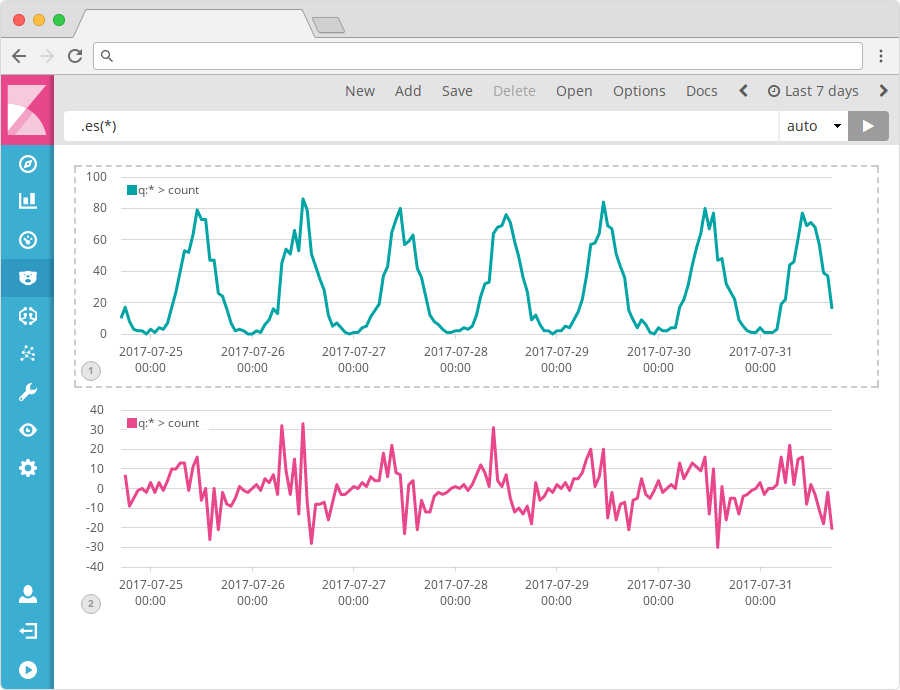 New Add Save Delete Open Options Docs Last 7 days
.es(*) auto
100
q:* > count
80
60
40
20
0
2017-07-25 2017-07-26 2017-07-27 2017-07-28 2017-07-29 2017-07-30 2017-07-31
00:00 00:00 00:00 00:00 00:00 00:00 00:00
1
40
q:* > count
30
20
10
0
-10
-20
-30
-40
2017-07-25 2017-07-26 2017-07-27 2017-07-28 2017-07-29 2017-07-30 2017-07-31
00:00 00:00 00:00 00:00 00:00 00:00 00:00
2